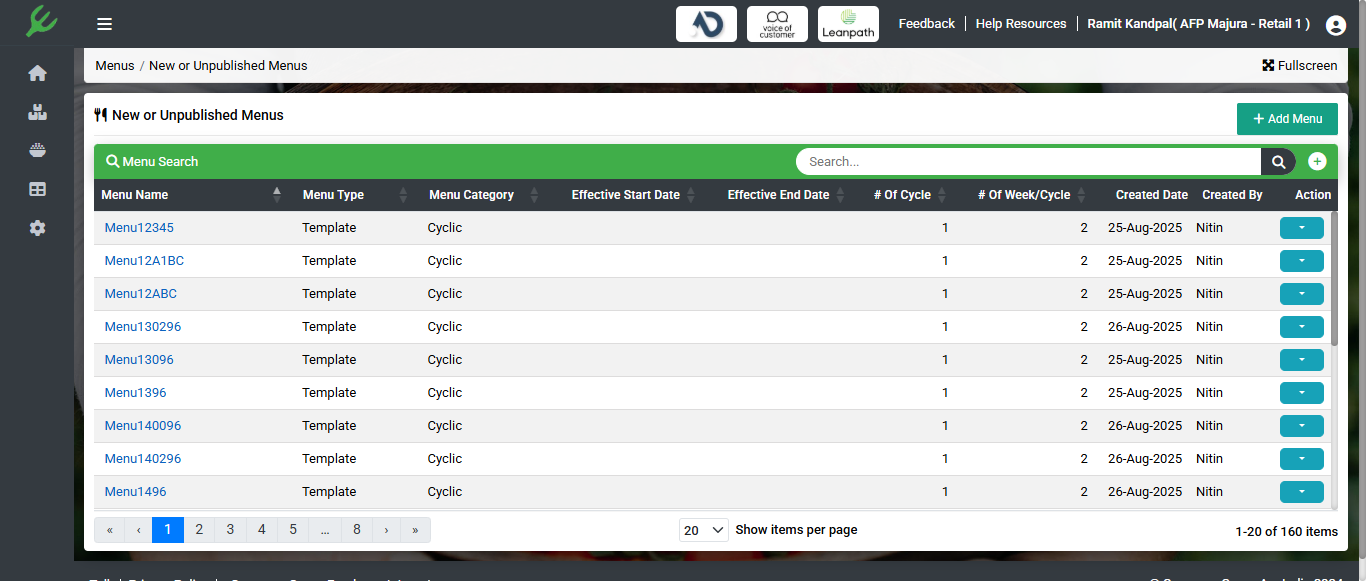 voice of customer
Leanpath
Feedback | Help Resources | Ramit Kandpal( AFP Majura - Retail 1 )
Menus / New or Unpublished Menus
Fullscreen
New or Unpublished Menus
+ Add Menu
Menu Search
Search...
Menu Name Menu Type Menu Category Effective Start Date Effective End Date # Of Cycle # Of Week/Cycle Created Date Created By Action
Menu12345 Template Cyclic 1 2 25-Aug-2025 Nitin
Menu12A1BC Template Cyclic 1 2 25-Aug-2025 Nitin
Menu12ABC Template Cyclic 1 2 25-Aug-2025 Nitin
Menu130296 Template Cyclic 1 2 26-Aug-2025 Nitin
Menu13096 Template Cyclic 1 2 25-Aug-2025 Nitin
Menu1396 Template Cyclic 1 2 25-Aug-2025 Nitin
Menu140096 Template Cyclic 1 2 26-Aug-2025 Nitin
Menu140296 Template Cyclic 1 2 26-Aug-2025 Nitin
Menu1496 Template Cyclic 1 2 26-Aug-2025 Nitin
« ‹ 1 2 3 4 5 ... 8 › »
20 Show items per page
1-20 of 160 items